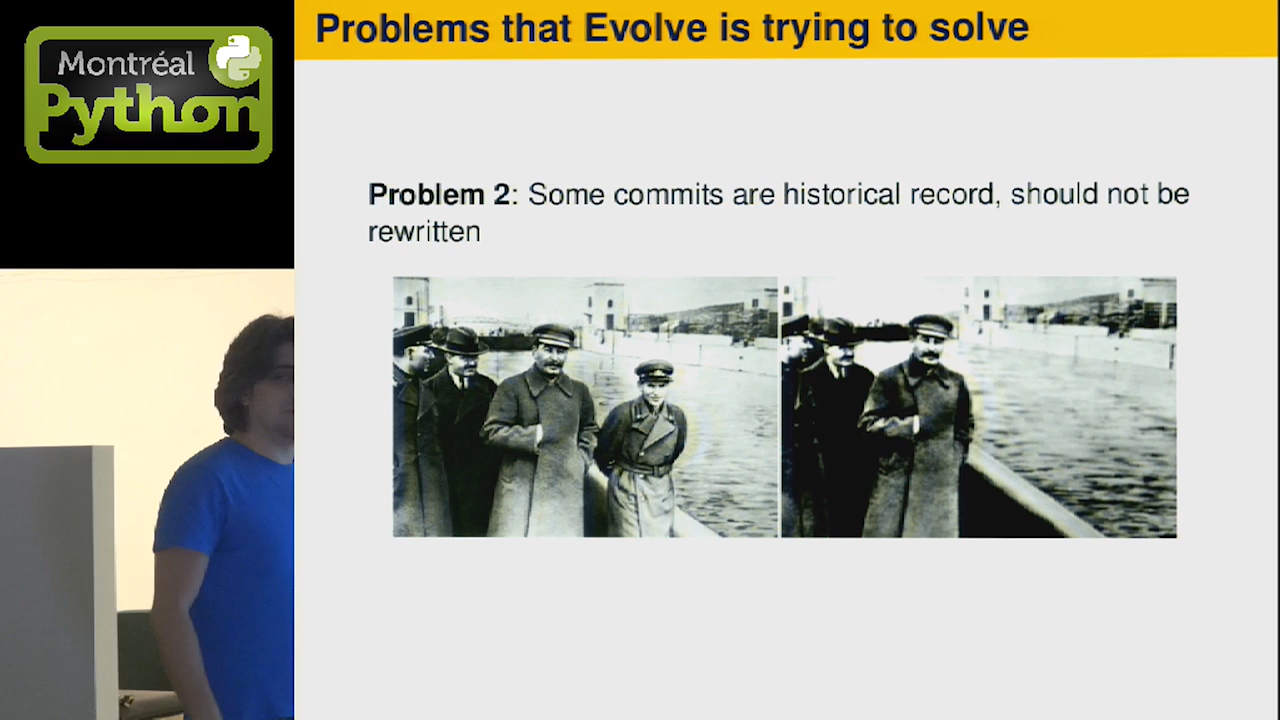 Montréal
Python
Problems that Evolve is trying to solve
Problem 2: Some commits are historical record, should not be
rewritten